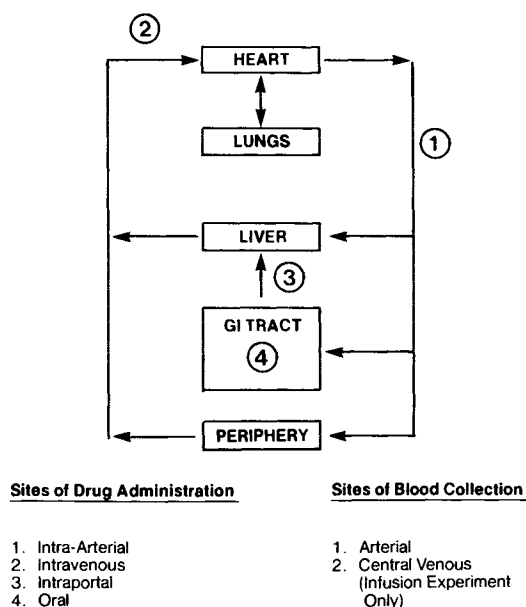 2
HEART
LUNGS
1
LIVER
3
GI TRACT
4
PERIPHERY
Sites of Drug Administration
1. Intra-Arterial
2. Intravenous
3. Intraportal
4. Oral
Sites of Blood Collection
1. Arterial
2. Central Venous
(Infusion Experiment
Only)